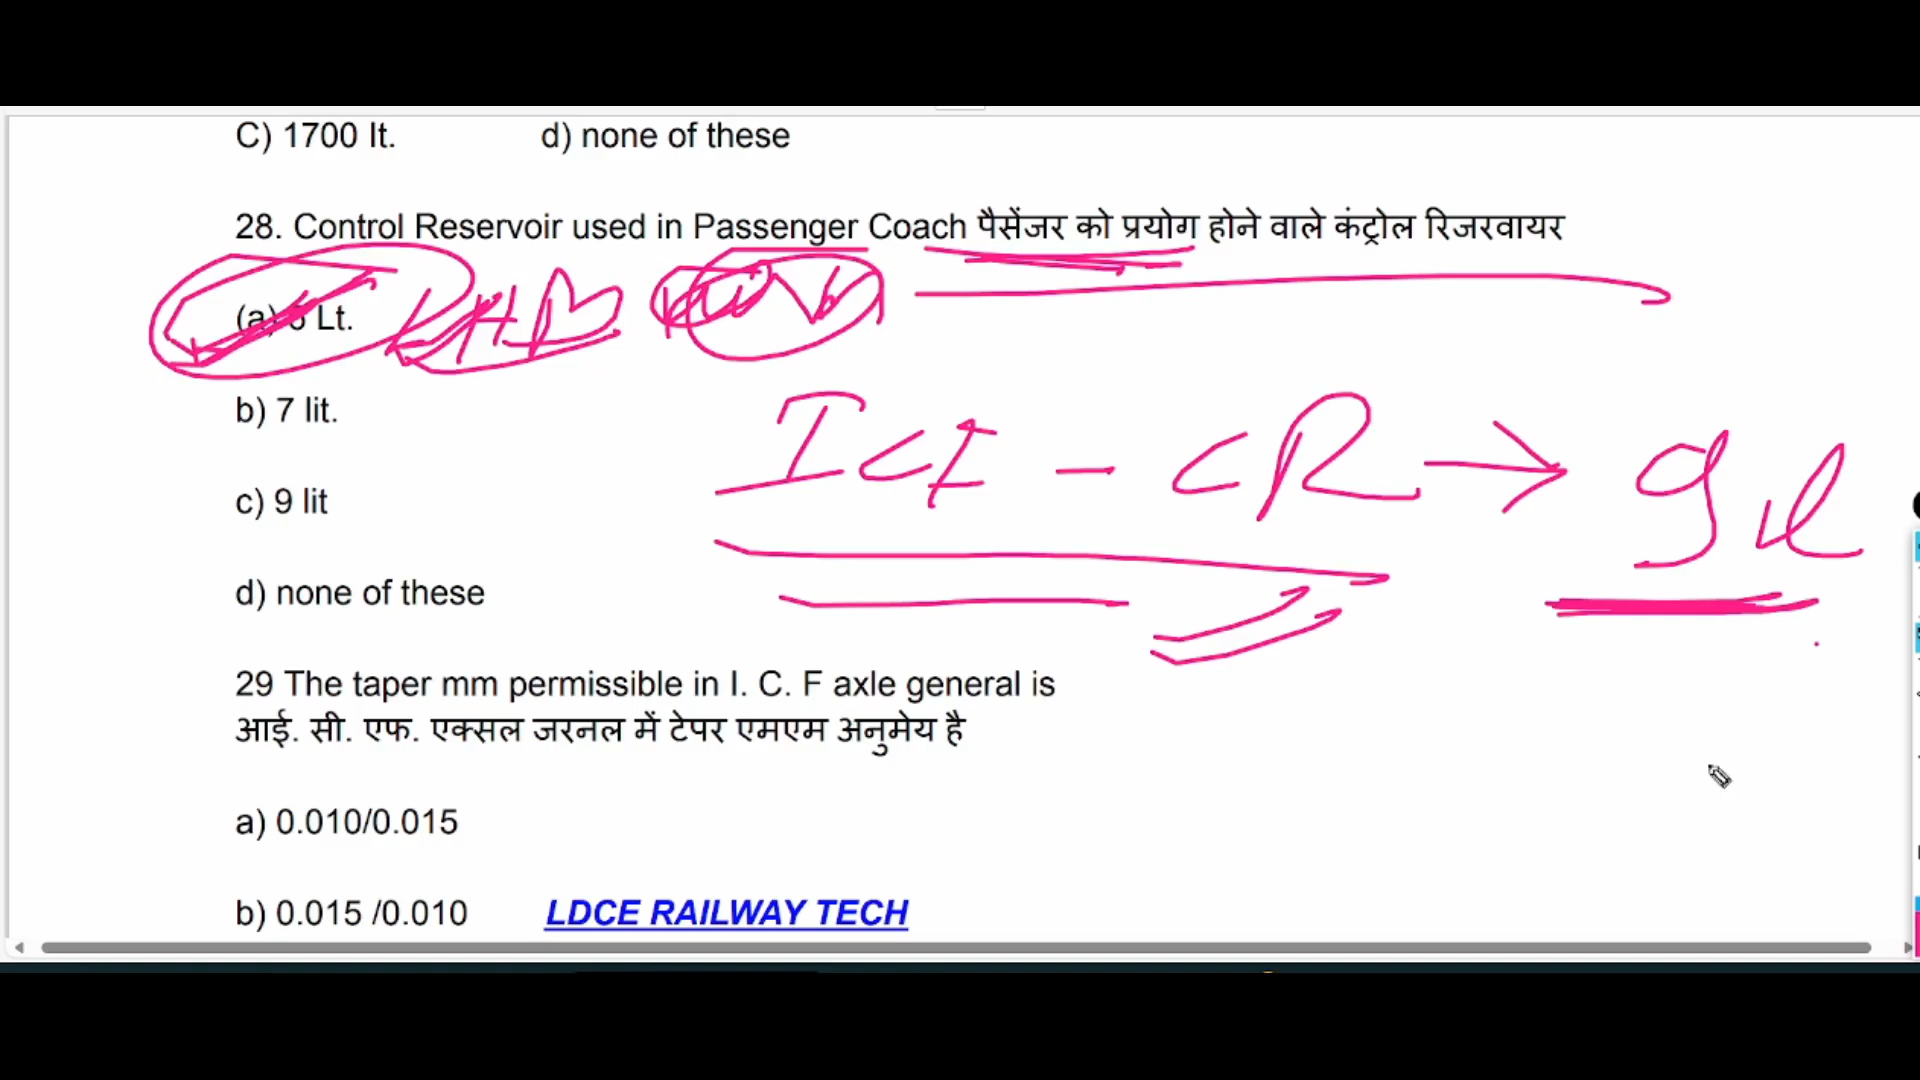 C) 1700 lt. d) none of these
28. Control Reservoir used in Passenger Coach पैसेंजर को प्रयोग होने वाले कंट्रोल रिजरवायर
(a) 6 Lt. LHB
b) 7 lit.
ICF - CR → 9 l
c) 9 lit
d) none of these
29 The taper mm permissible in I. C. F axle general is
आई. सी. एफ. एक्सल जरनल में टेपर एमएम अनुमेय है
a) 0.010/0.015
b) 0.015 /0.010 LDCE RAILWAY TECH